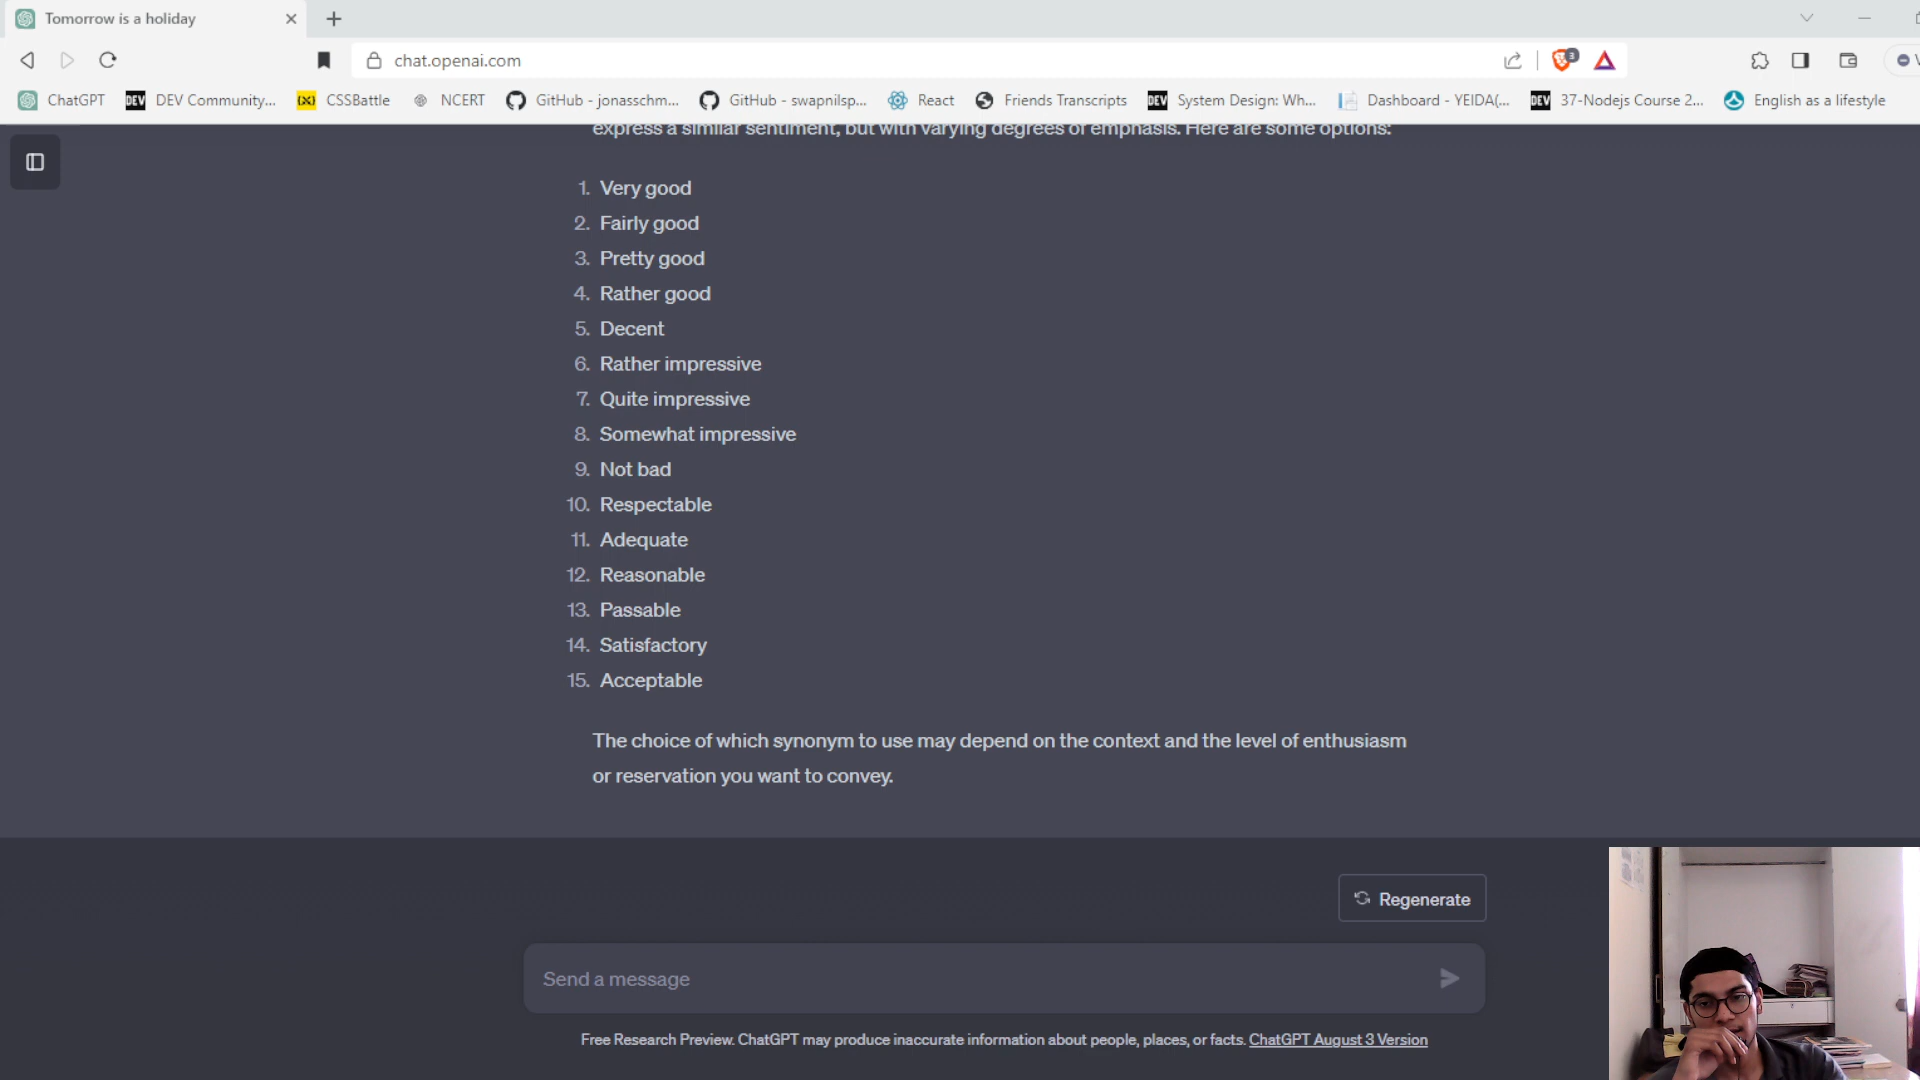 Tomorrow is a holiday
chat.openai.com
3
ChatGPT DEV DEV Community... CSSBattle NCERT GitHub - jonasschm... GitHub - swapnilsp... React Friends Transcripts DEV System Design: Wh... Dashboard - YEIDA(... DEV 37-Nodejs Course 2... English as a lifestyle
express a similar sentiment, but with varying degrees of emphasis. Here are some options:
1. Very good
2. Fairly good
3. Pretty good
4. Rather good
5. Decent
6. Rather impressive
7. Quite impressive
8. Somewhat impressive
9. Not bad
10. Respectable
11. Adequate
12. Reasonable
13. Passable
14. Satisfactory
15. Acceptable
The choice of which synonym to use may depend on the context and the level of enthusiasm
or reservation you want to convey.
Regenerate
Send a message
Free Research Preview. ChatGPT may produce inaccurate information about people, places, or facts. ChatGPT August 3 Version